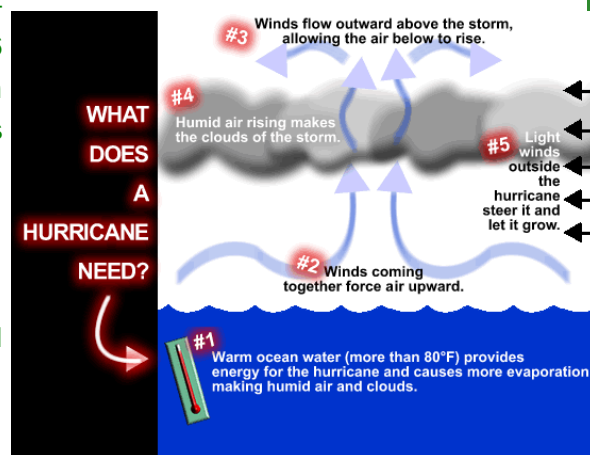 WHAT
DOES
A
HURRICANE
NEED?
#1
Warm ocean water (more than 80°F) provides
energy for the hurricane and causes more evaporation
making humid air and clouds.
#2
Winds coming
together force air upward.
#3
Winds flow outward above the storm,
allowing the air below to rise.
#4
Humid air rising makes
the clouds of the storm.
#5
Light
winds
outside
the
hurricane
steer it and
let it grow.